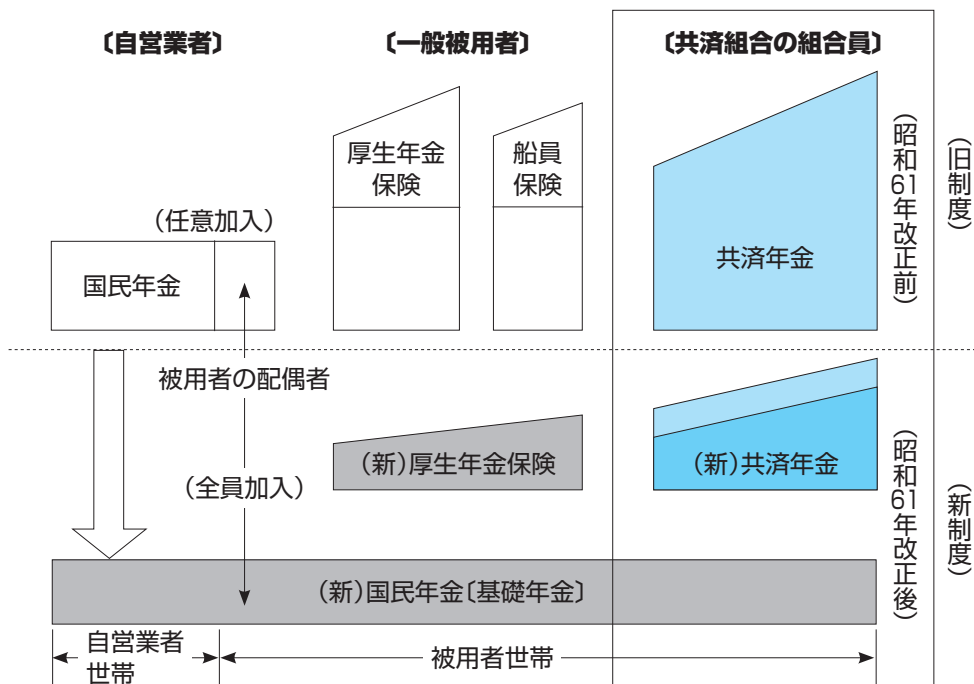 〔自営業者〕
〔一般被用者〕
〔共済組合の組合員〕
厚生年金
保険
船員
保険
(任意加入)
国民年金
共済年金
(昭和61年改正前)
(旧制度)
被用者の配偶者
(新)厚生年金保険
(新)共済年金
(全員加入)
(昭和61年改正後)
(新制度)
(新)国民年金〔基礎年金〕
自営業者
世帯
被用者世帯